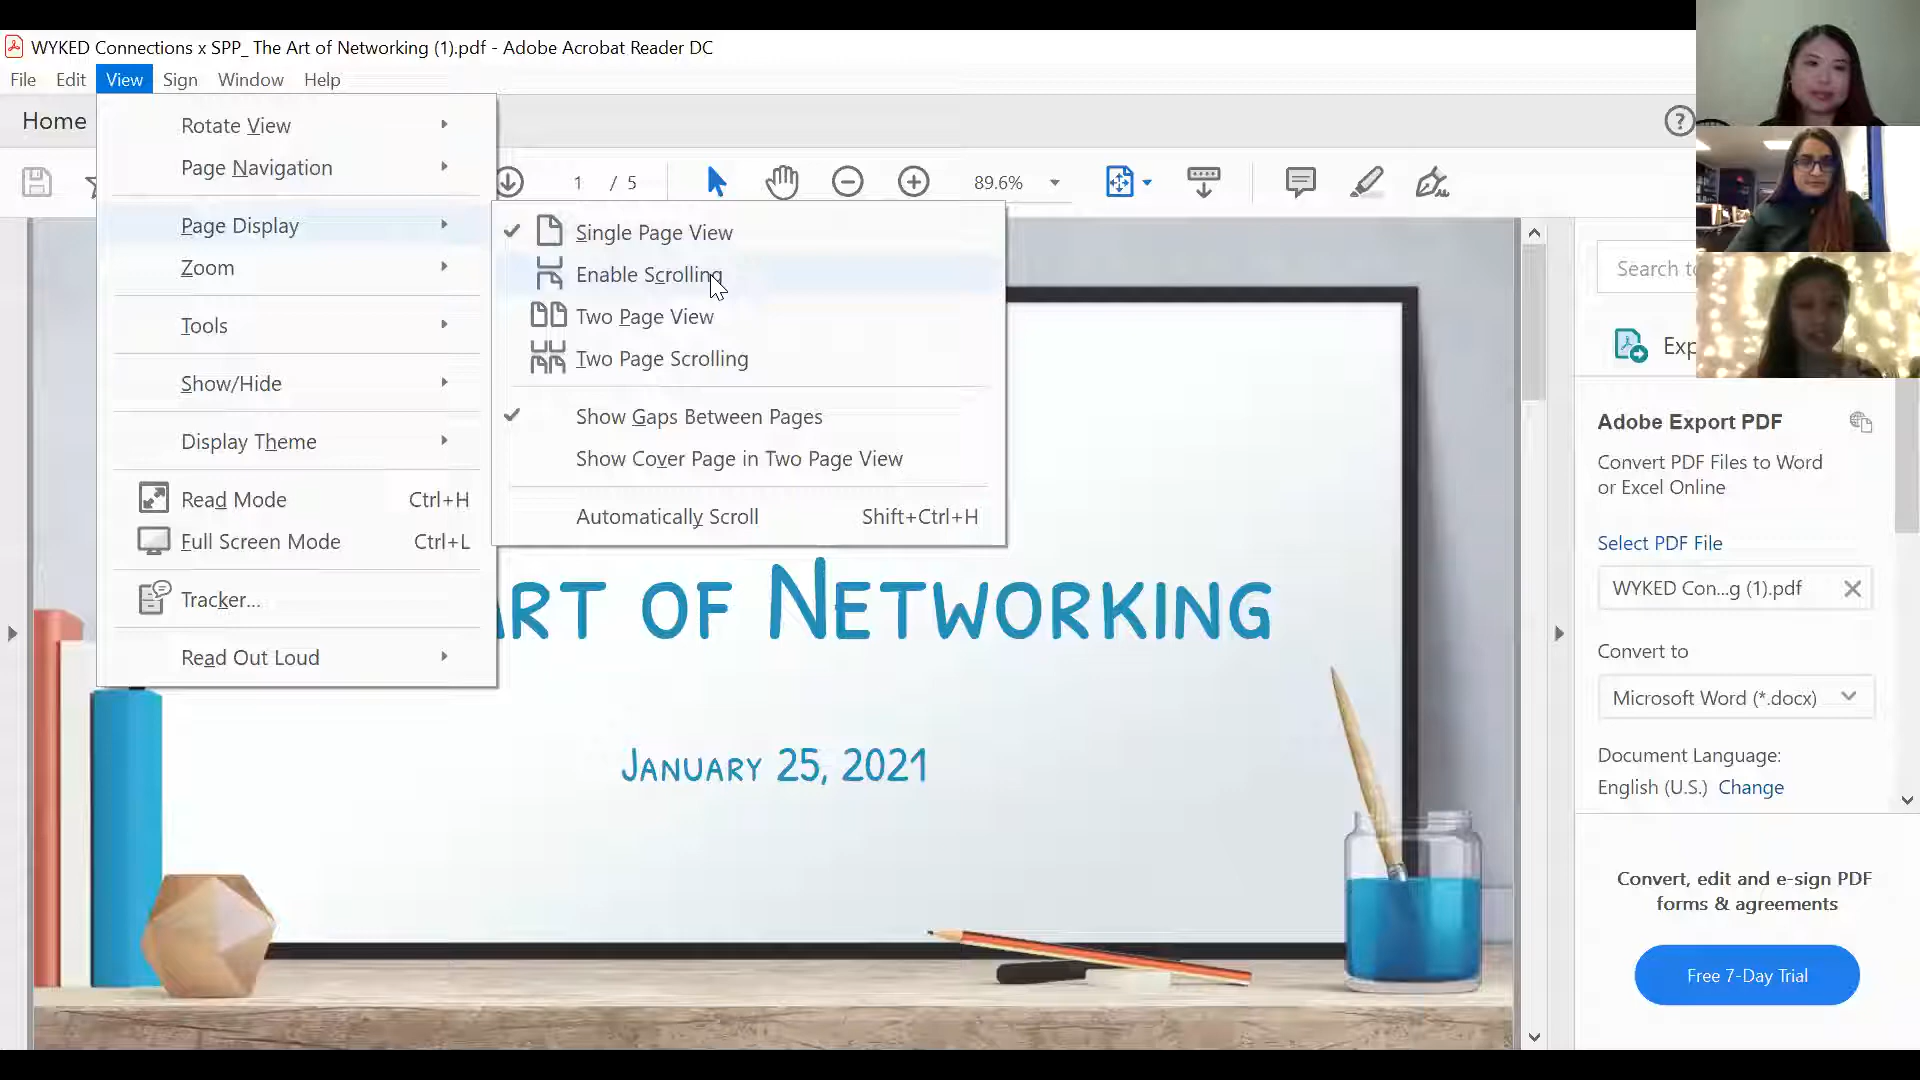 WYKED Connections x SPP_ The Art of Networking (1).pdf - Adobe Acrobat Reader DC
File Edit View Sign Window Help
Home
Rotate View
Page Navigation
Page Display
Zoom
Tools
Show/Hide
Display Theme
Read Mode Ctrl+H
Full Screen Mode Ctrl+L
Tracker...
Read Out Loud
1 / 5
89.6%
Single Page View
Enable Scrolling
Two Page View
Two Page Scrolling
Show Gaps Between Pages
Show Cover Page in Two Page View
Automatically Scroll Shift+Ctrl+H
Art of Networking
January 25, 2021
Search
Adobe Export PDF
Convert PDF Files to Word
or Excel Online
Select PDF File
WYKED Con...g (1).pdf
Convert to
Microsoft Word (*.docx)
Document Language:
English (U.S.) Change
Convert, edit and e-sign PDF
forms & agreements
Free 7-Day Trial